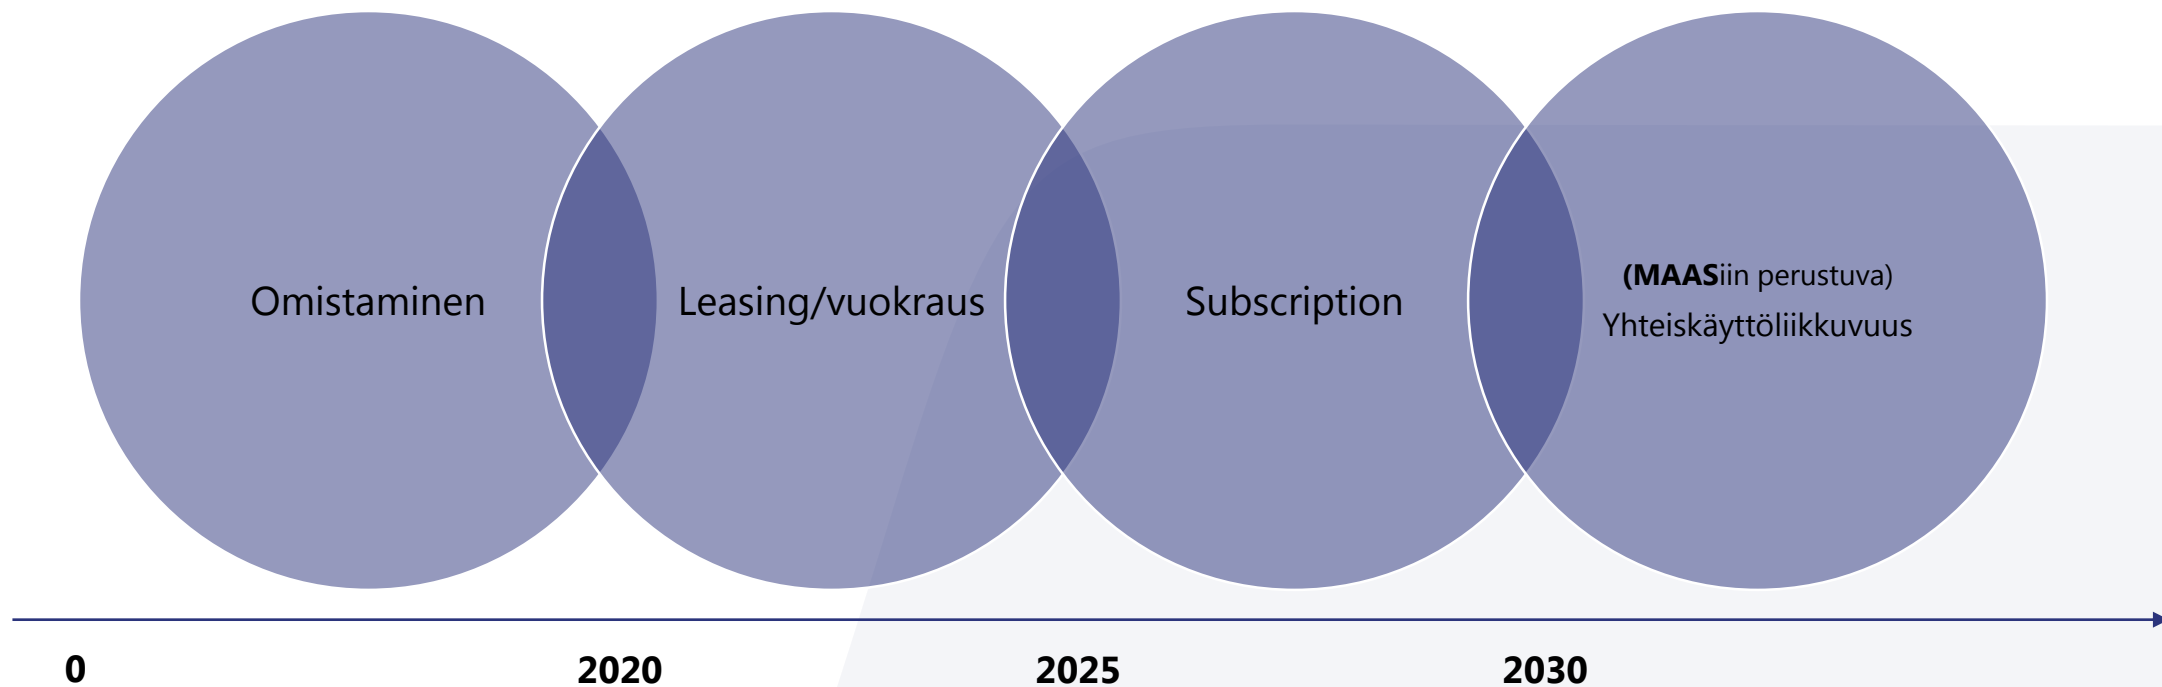 Omistaminen
Leasing/vuokraus
Subscription
(MAASiin perustuva)
Yhteiskäyttöliikkuvuus
0
2020
2025
2030